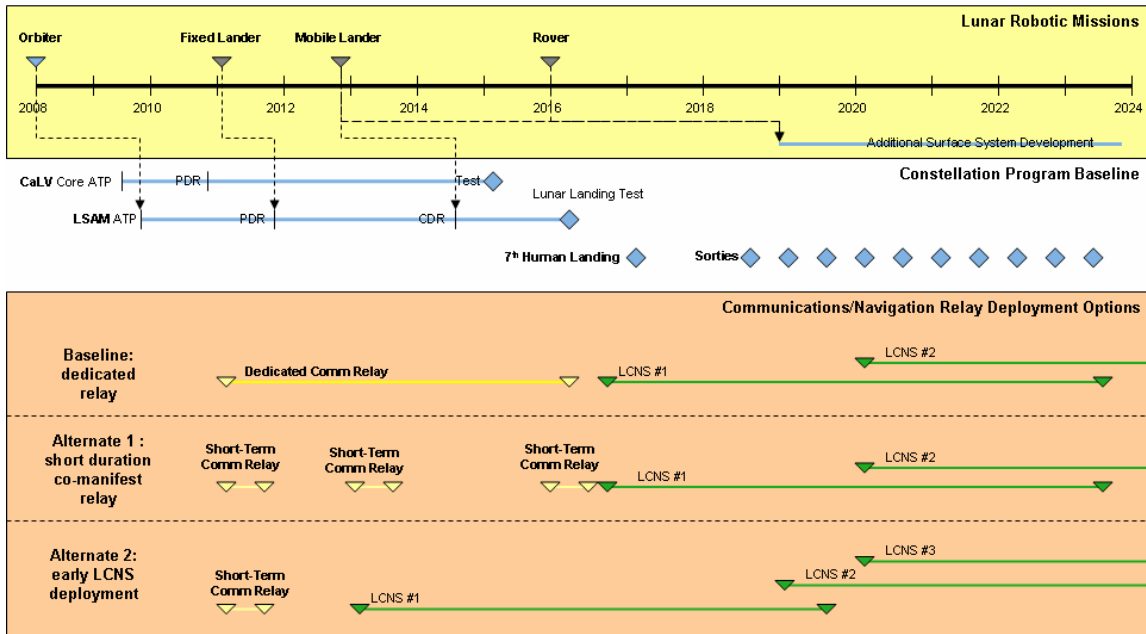 Lunar Robotic Missions
Orbiter
Fixed Lander
Mobile Lander
Rover
2008
2010
2012
2014
2016
2018
2020
2022
2024
Additional Surface System Development
Constellation Program Baseline
CaLV Core ATP
PDR
Test
Lunar Landing Test
LSAM ATP
PDR
CDR
7th Human Landing
Sorties
Communications/Navigation Relay Deployment Options
Baseline:
dedicated
relay
Dedicated Comm Relay
LCNS #1
LCNS #2
Alternate 1 :
short duration
co-manifest
relay
Short-Term
Comm Relay
Short-Term
Comm Relay
Short-Term
Comm Relay
LCNS #1
LCNS #2
Alternate 2:
early LCNS
deployment
Short-Term
Comm Relay
LCNS #1
LCNS #2
LCNS #3